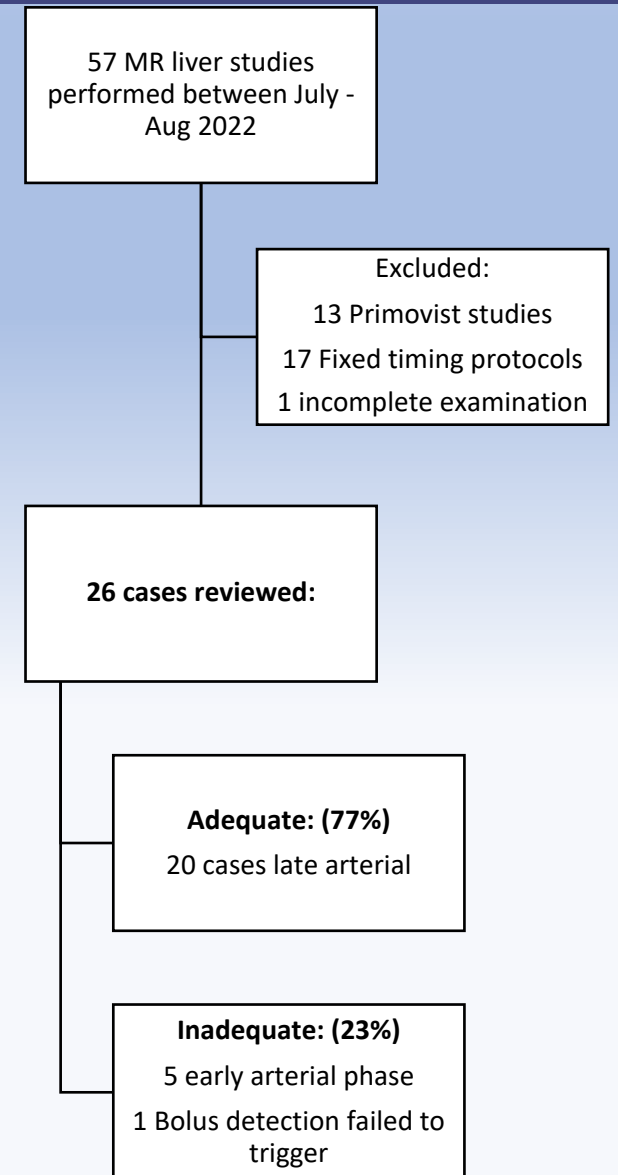 57 MR liver studies
performed between July -
Aug 2022
Excluded:
13 Primovist studies
17 Fixed timing protocols
1 incomplete examination
26 cases reviewed:
Adequate: (77%)
20 cases late arterial
Inadequate: (23%)
5 early arterial phase
1 Bolus detection failed to
trigger